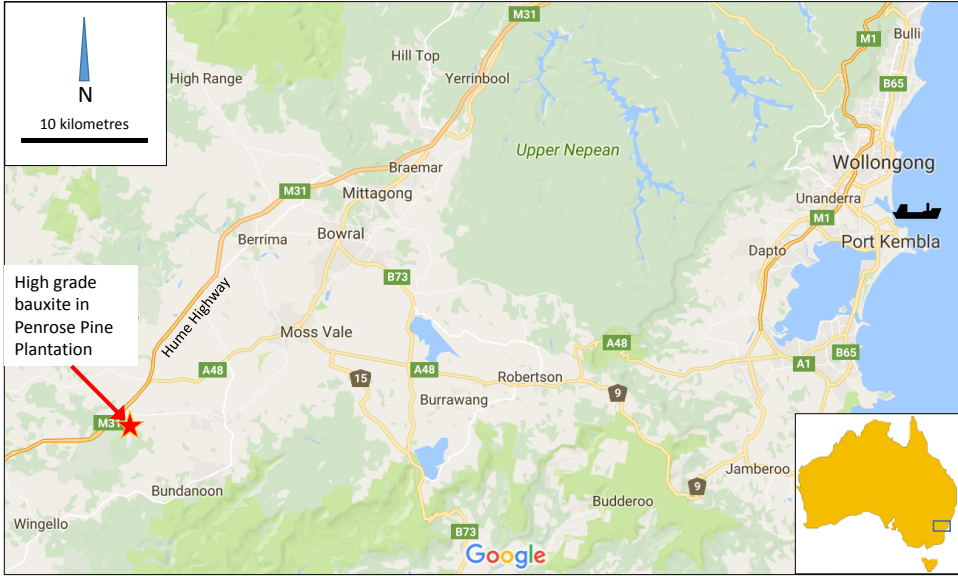 N
10 kilometres
M31
M1
Bulli
Hill Top
High Range
Yerrinbool
B65
Upper Nepean
Braemar
Wollongong
M31
Mittagong
Unanderra
M1
Berrima
Bowral
Dapto
Port Kembla
B73
High grade
bauxite in
Penrose Pine
Plantation
Hume Highway
Moss Vale
A48
A48
A48
A1
B65
15
Robertson
9
Burrawang
M31
Jamberoo
9
Bundanoon
Budderoo
Wingello
B73
Google